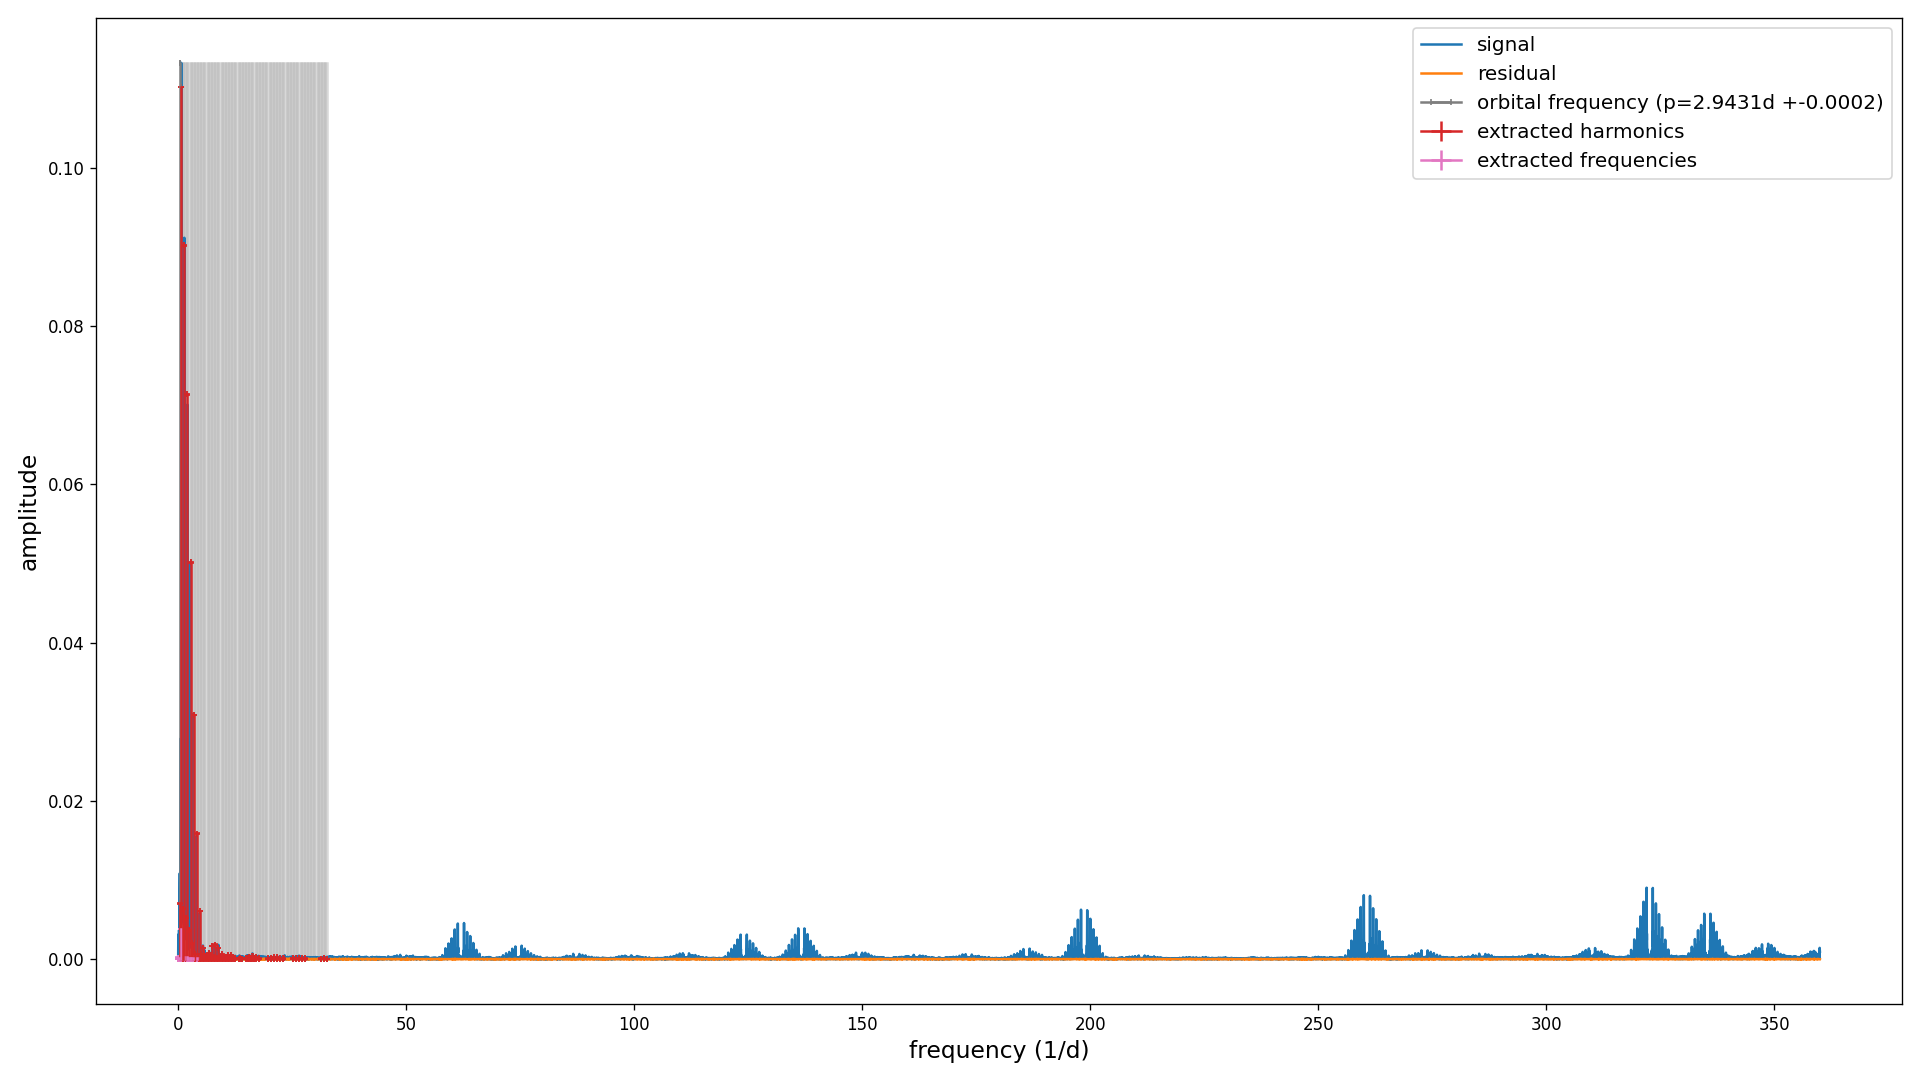 signal
residual
orbital frequency (p=2.9431d +-0.0002)
extracted harmonics
extracted frequencies
0.10
0.08
0.06
0.04
0.02
0.00
amplitude
0 50 100 150 200 250 300 350
frequency (1/d)